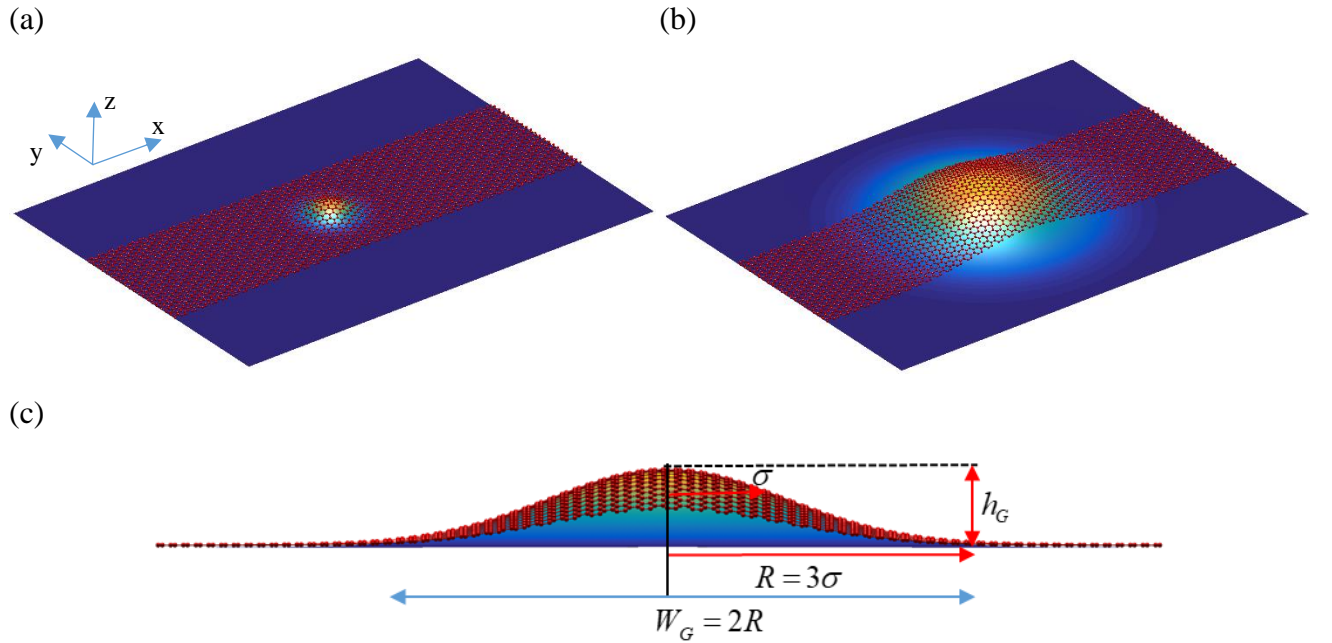 (a)
(b)
z
x
y
(c)
σ
h_G
R = 3σ
W_G = 2R